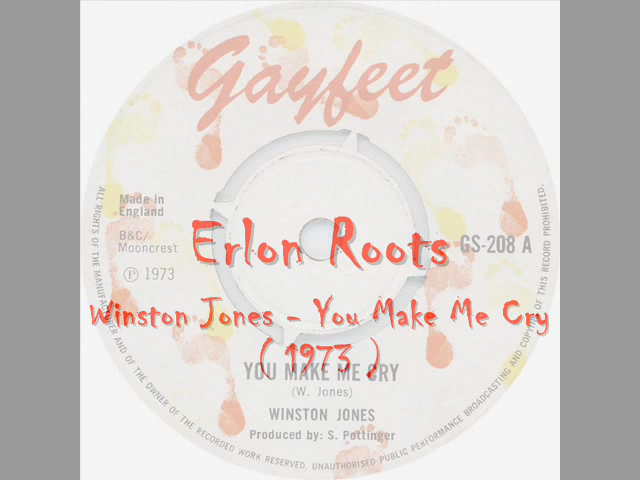 Gayfeet
Made in
England
B&C/
Mooncrest
℗ 1973
GS-208 A
Erlon Roots
Winston Jones - You Make Me Cry
( 1973 )
YOU MAKE ME CRY
(W. Jones)
WINSTON JONES
Produced by: S. Pottinger
ALL RIGHTS OF THE MANUFACTURER AND OF THE OWNER OF THE RECORDED WORK RESERVED. UNAUTHORISED PUBLIC PERFORMANCE BROADCASTING AND COPYING OF THIS RECORD PROHIBITED.